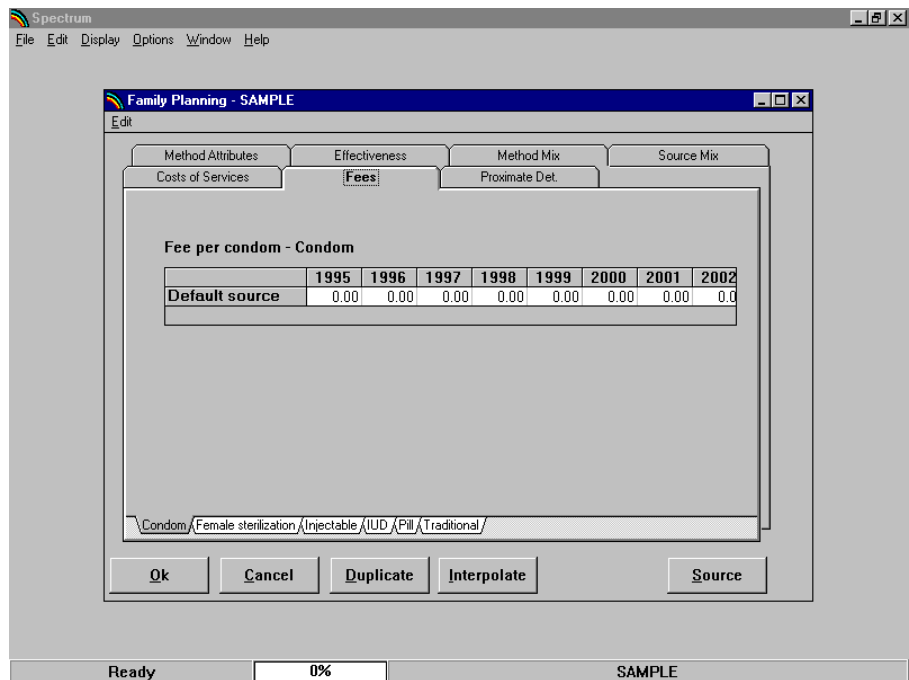 Spectrum
File Edit Display Options Window Help
Family Planning - SAMPLE
Edit
Method Attributes Effectiveness Method Mix Source Mix
Costs of Services Fees Proximate Det.
Fee per condom - Condom
1995 1996 1997 1998 1999 2000 2001 2002
Default source 0.00 0.00 0.00 0.00 0.00 0.00 0.00 0.0
Condom Female sterilization Injectable IUD Pill Traditional
Ok Cancel Duplicate Interpolate Source
Ready 0% SAMPLE